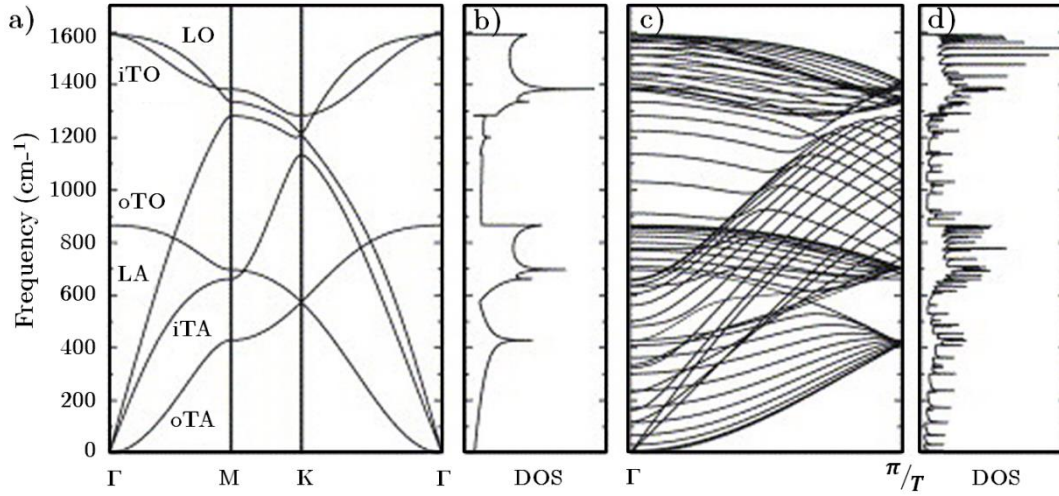 a)
b)
c)
d)
Frequency (cm-¹)
1600
1400
1200
1000
800
600
400
200
0
LO
iTO
oTO
LA
iTA
oTA
Γ M K Γ
DOS
Γ π/T
DOS